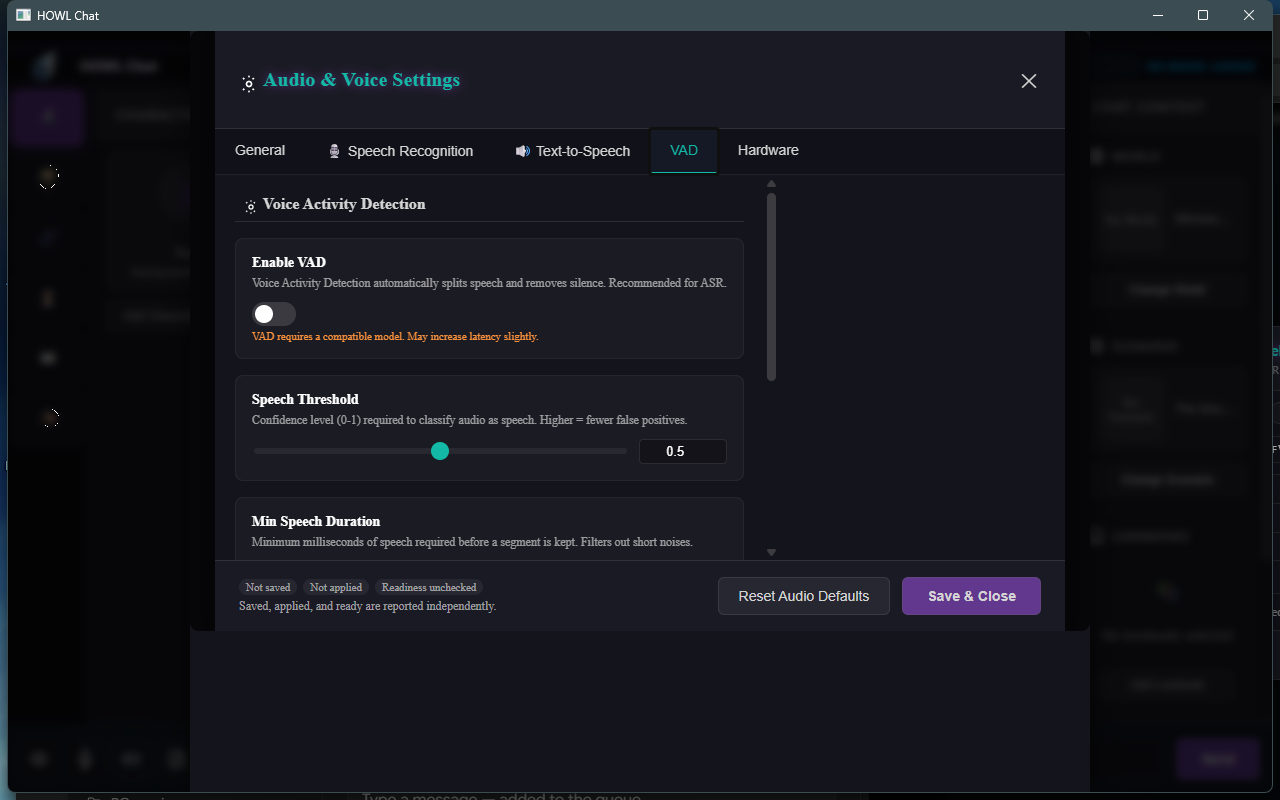 HOWL Chat
Audio & Voice Settings
General
Speech Recognition
Text-to-Speech
VAD
Hardware
Voice Activity Detection
Enable VAD
Voice Activity Detection automatically splits speech and removes silence. Recommended for ASR.
VAD requires a compatible model. May increase latency slightly.
Speech Threshold
Confidence level (0-1) required to classify audio as speech. Higher = fewer false positives.
0.5
Min Speech Duration
Minimum milliseconds of speech required before a segment is kept. Filters out short noises.
Not saved
Not applied
Readiness unchecked
Saved, applied, and ready are reported independently.
Reset Audio Defaults
Save & Close